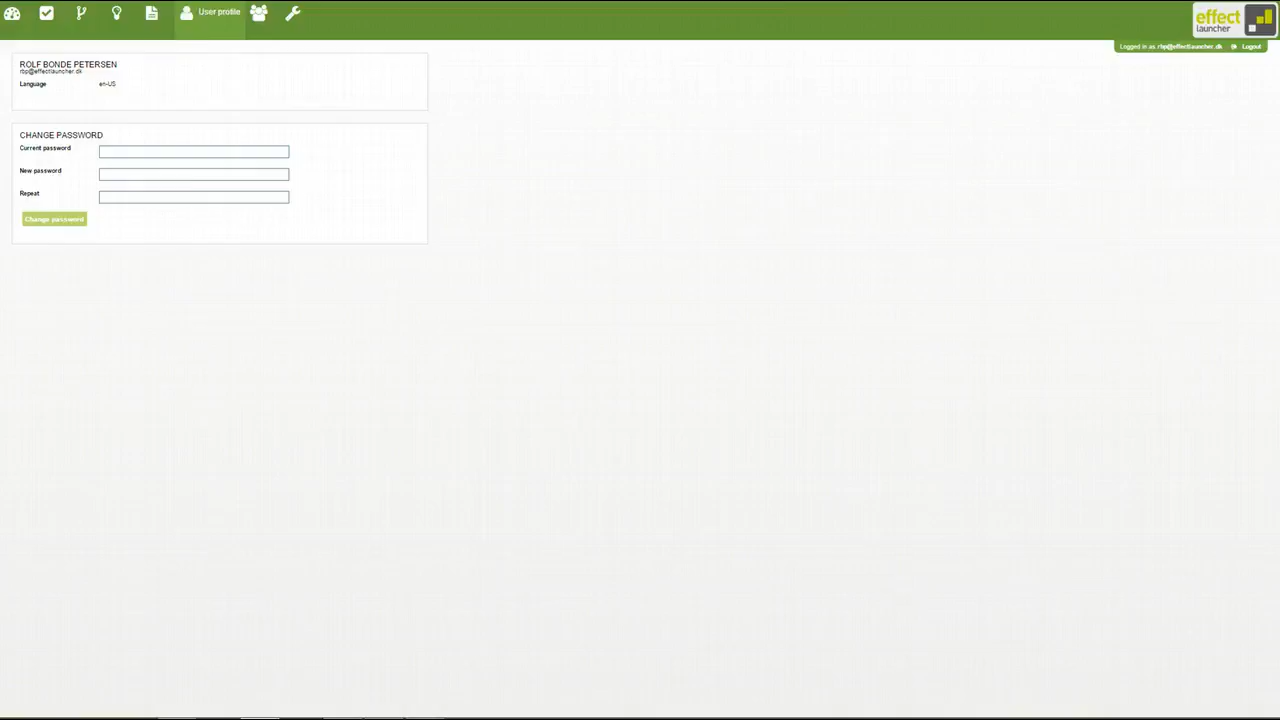 User profile
effect
launcher
Logged in as rbp@effectlauncher.dk Logout
ROLF BONDE PETERSEN
rbp@effectlauncher.dk
Language en-US
CHANGE PASSWORD
Current password
New password
Repeat
Change password